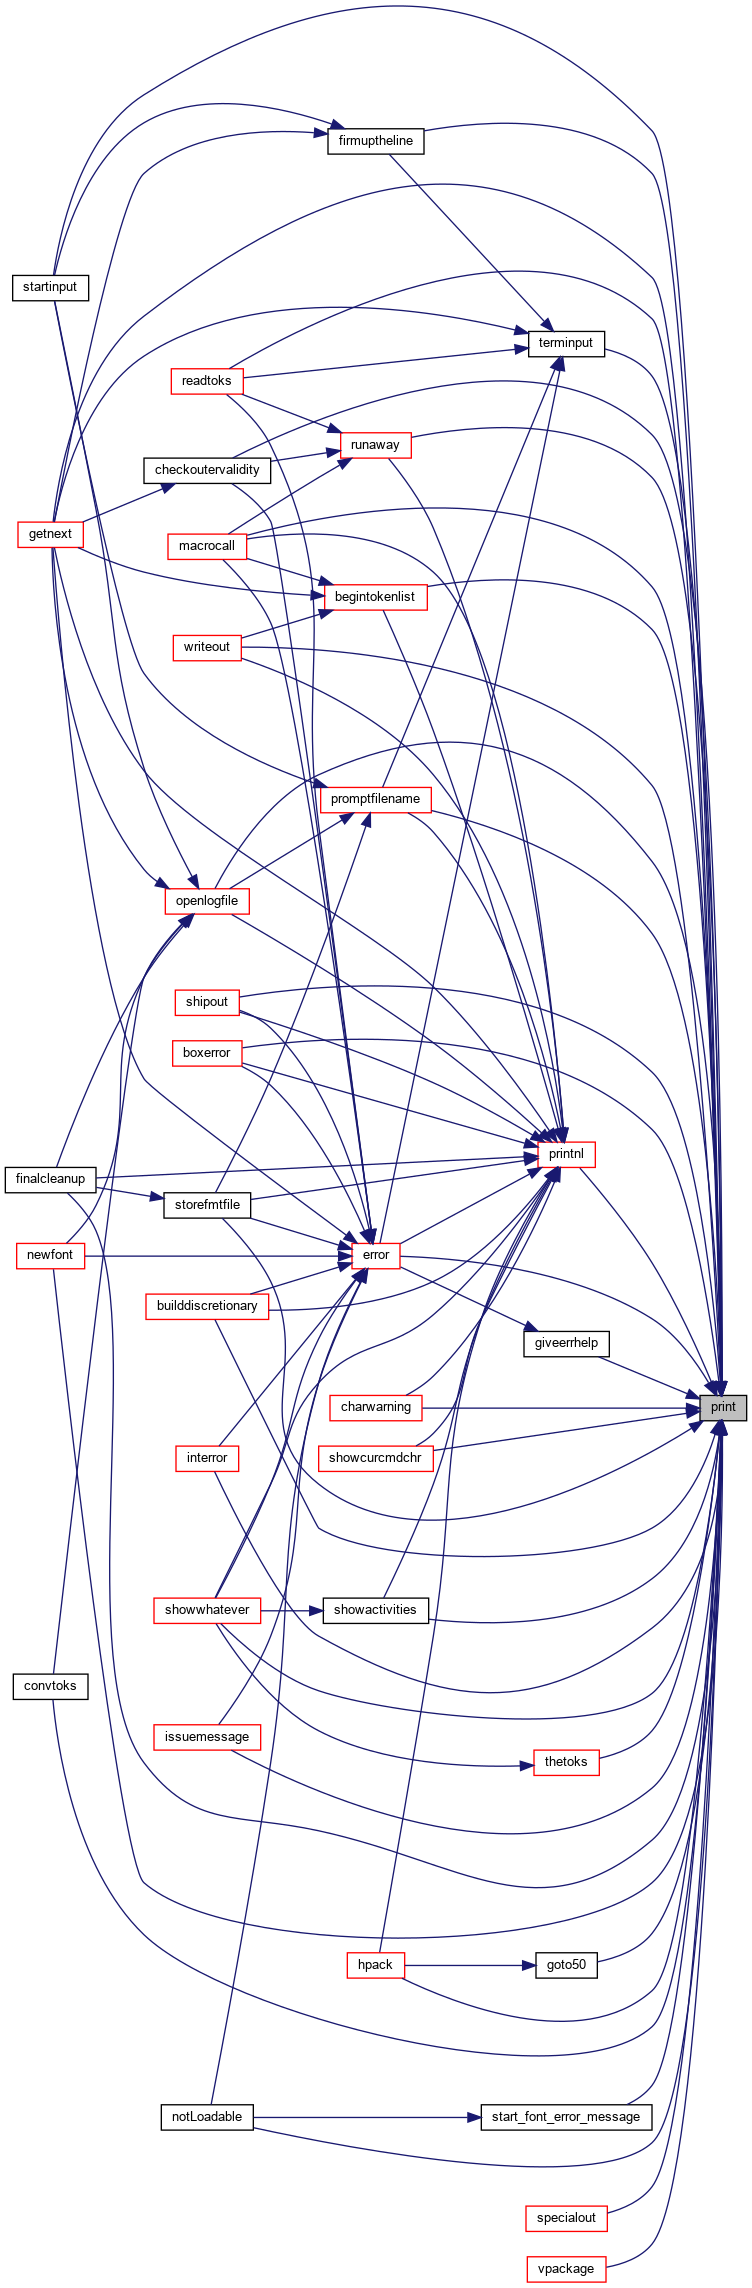 firmuptheline
startinput
terminput
readtoks
runaway
checkoutervalidity
getnext
macrocall
begintokenlist
writeout
promptfilename
openlogfile
shipout
boxerror
printnl
finalcleanup
storefmtfile
newfont
error
builddiscretionary
giveerrhelp
charwarning
print
interror
showcurcmdchr
showwhatever
showactivities
convtoks
issuemessage
thetoks
hpack
goto50
notLoadable
start_font_error_message
specialout
vpackage